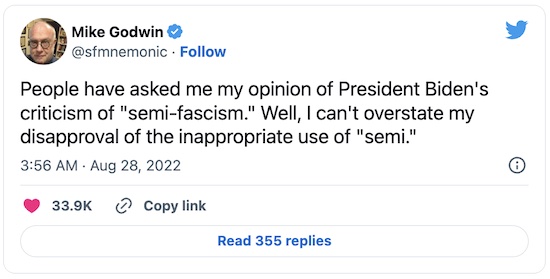 Mike Godwin
@sfmnemonic · Follow
People have asked me my opinion of President Biden's
criticism of "semi-fascism." Well, I can't overstate my
disapproval of the inappropriate use of "semi."
3:56 AM · Aug 28, 2022
33.9K Copy link
Read 355 replies